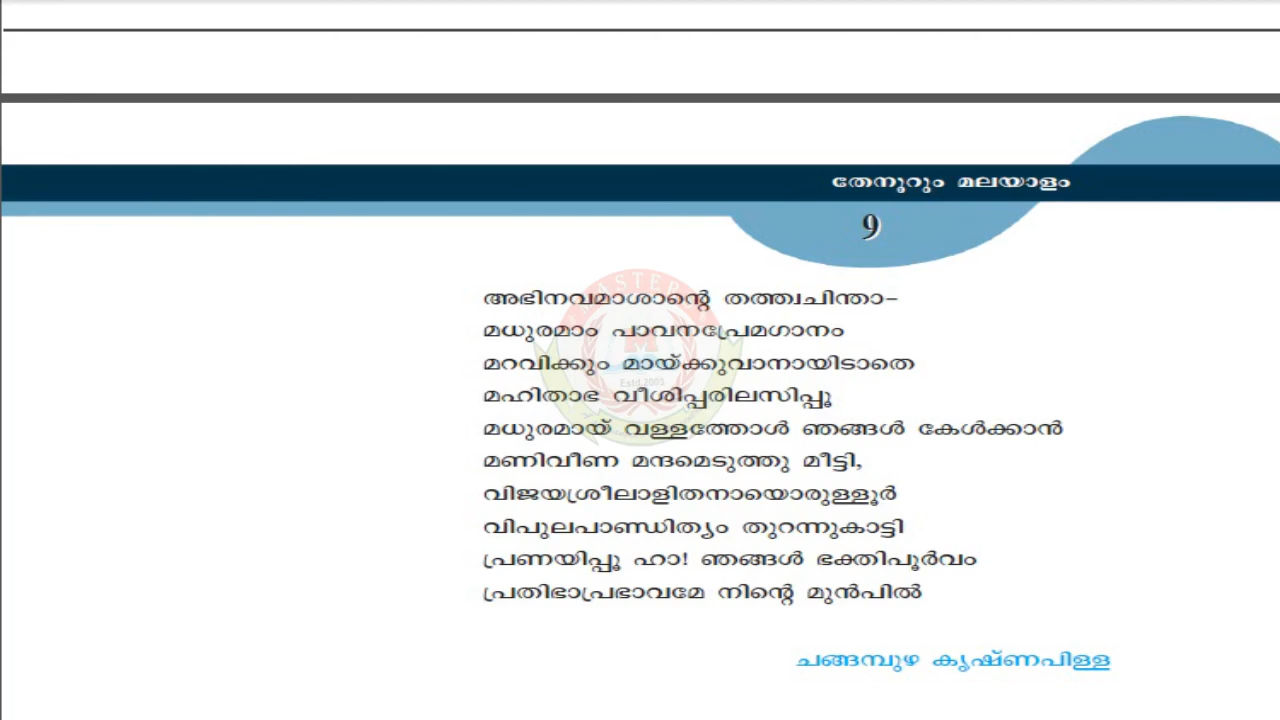 തേനൂറും മലയാളം
9
അഭിനവമാശാന്റെ തത്ത്വചിന്താ-
മധുരമാം പാവനപ്രേമഗാനം
മറവിക്കും മായ്ക്കുവാനായിടാതെ
മഹിതാഭ വീശിപ്പരിലസിപ്പൂ
മധുരമായ് വള്ളത്തോൾ ഞങ്ങൾ കേൾക്കാൻ
മണിവീണ മന്ദമെടുത്തു മീട്ടി,
വിജയശ്രീലാളിതനായൊരുള്ളൂർ
വിപുലപാണ്ഡിത്യം തുറന്നുകാട്ടി
പ്രണയിപ്പൂ ഹാ! ഞങ്ങൾ ഭക്തിപൂർവം
പ്രതിഭാപ്രഭാവമേ നിന്റെ മുൻപിൽ
ചങ്ങമ്പുഴ കൃഷ്ണപിള്ള
Estd.2003